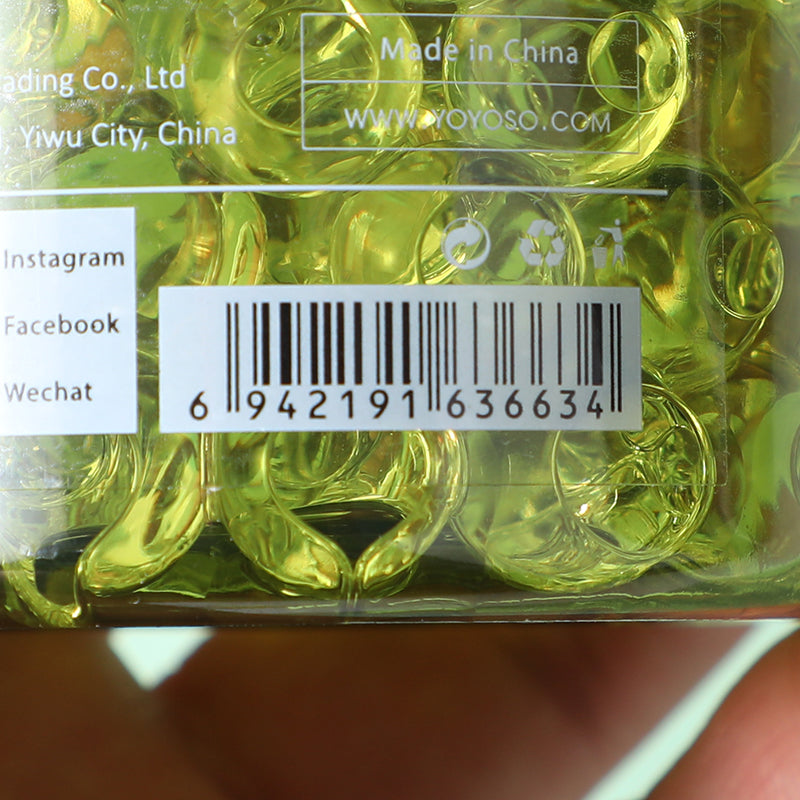 Made in China
ading Co., Ltd
WWW.YOYOSO.COM
, Yiwu City, China
Instagram
Facebook
Wechat
6 942191 636634